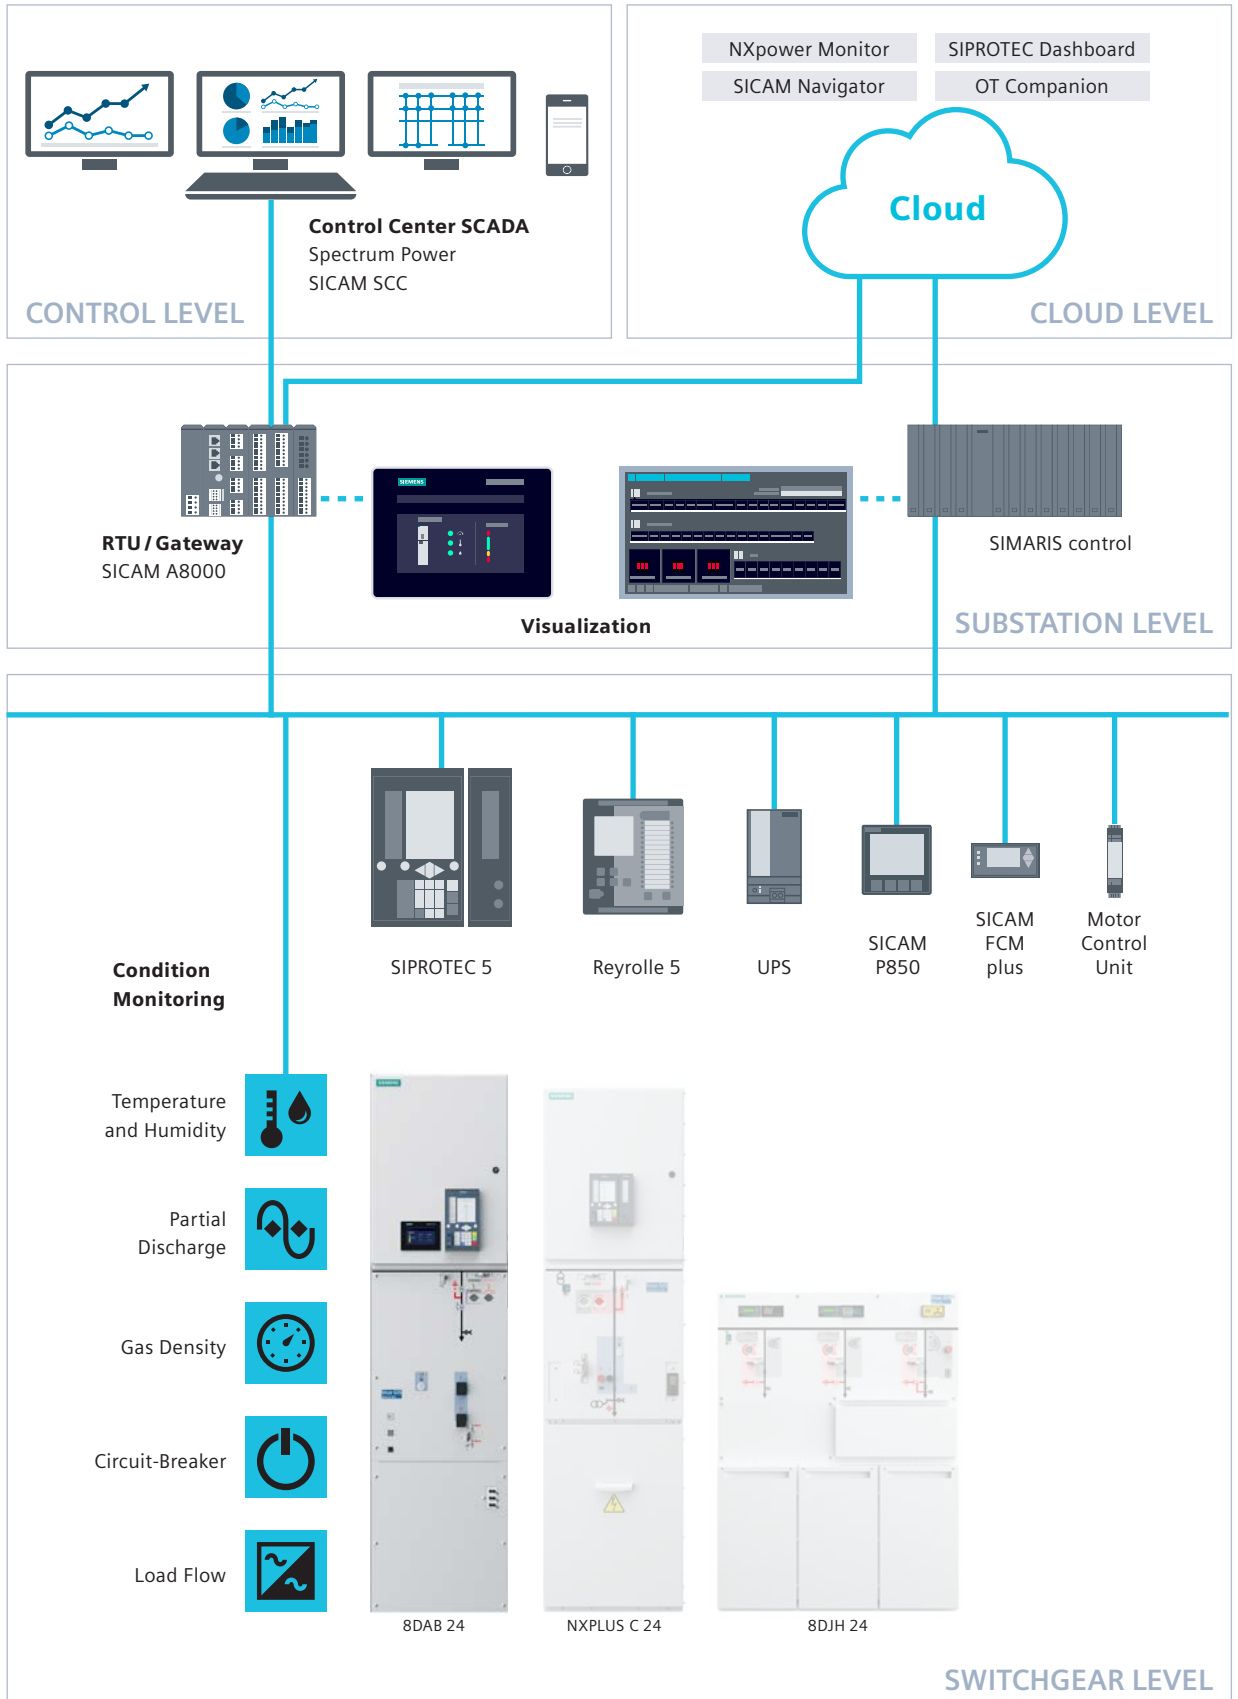 NXpower Monitor
SIPROTEC Dashboard
SICAM Navigator
OT Companion
Cloud
Control Center SCADA
Spectrum Power
SICAM SCC
CONTROL LEVEL
CLOUD LEVEL
SIEMENS
RTU / Gateway
SICAM A8000
SIMARIS control
Visualization
SUBSTATION LEVEL
SIPROTEC 5
Reyrolle 5
UPS
SICAM
P850
SICAM
FCM
plus
Motor
Control
Unit
Condition
Monitoring
Temperature
and Humidity
Partial
Discharge
Gas Density
Circuit-Breaker
Load Flow
SIEMENS
SIEMENS
8DAB 24
NXPLUS C 24
8DJH 24
SWITCHGEAR LEVEL